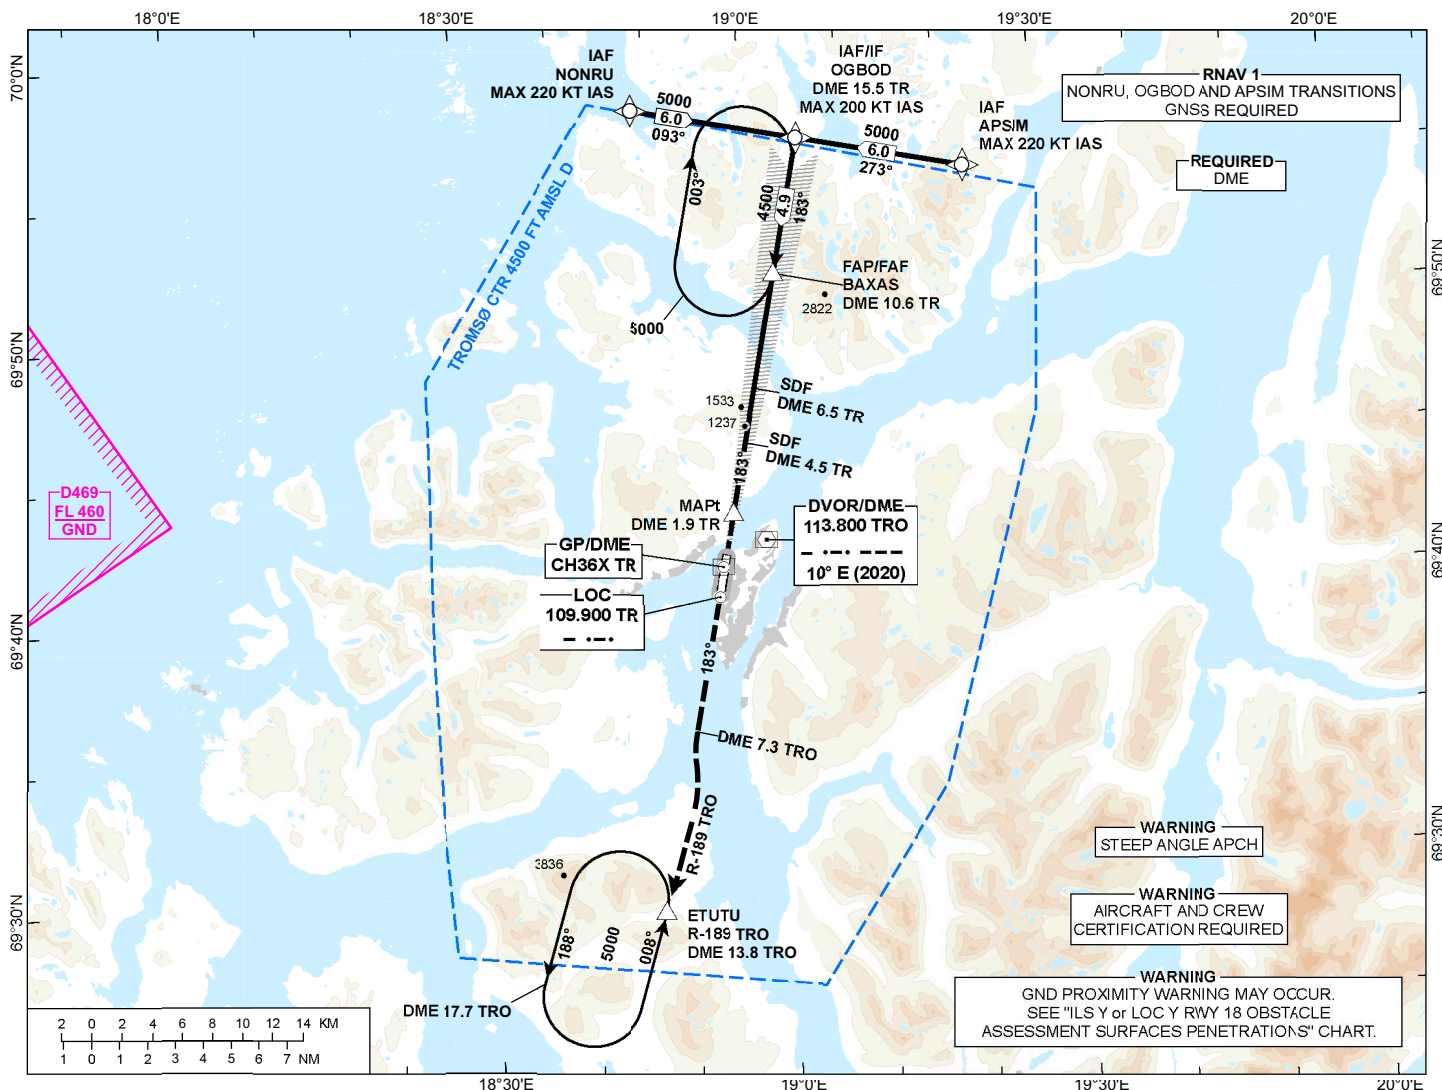 18°0'E
18°30'E
19°0'E
19°30'E
20°0'E
70°0'N
69°50'N
69°40'N
69°30'N
69°50'N
69°40'N
69°30'N
IAF
NONRU
MAX 220 KT IAS
IAF/IF
OGBOD
DME 15.5 TR
MAX 200 KT IAS
IAF
APSIM
MAX 220 KT IAS
RNAV 1
NONRU, OGBOD AND APSIM TRANSITIONS
GNSS REQUIRED
REQUIRED
DME
5000
6.0
093°
5000
6.0
273°
003°
4500
4.9
183°
TROMSØ CTR 4500 FT AMSL D
FAP/FAF
BAXAS
DME 10.6 TR
2822
5000
SDF
DME 6.5 TR
1533
1237
SDF
DME 4.5 TR
183°
D469
FL 460
GND
MAPt
DME 1.9 TR
DVOR/DME
113.800 TRO
– ·–· – – –
10° E (2020)
GP/DME
CH36X TR
LOC
109.900 TR
– ·–·
183°
DME 7.3 TRO
R-189 TRO
3836
188°
5000
008°
ETUTU
R-189 TRO
DME 13.8 TRO
DME 17.7 TRO
WARNING
STEEP ANGLE APCH
WARNING
AIRCRAFT AND CREW
CERTIFICATION REQUIRED
WARNING
GND PROXIMITY WARNING MAY OCCUR.
SEE "ILS Y or LOC Y RWY 18 OBSTACLE
ASSESSMENT SURFACES PENETRATIONS" CHART.
2 0 2 4 6 8 10 12 14 KM
1 0 1 2 3 4 5 6 7 NM
18°30'E
19°0'E
19°30'E
20°0'E